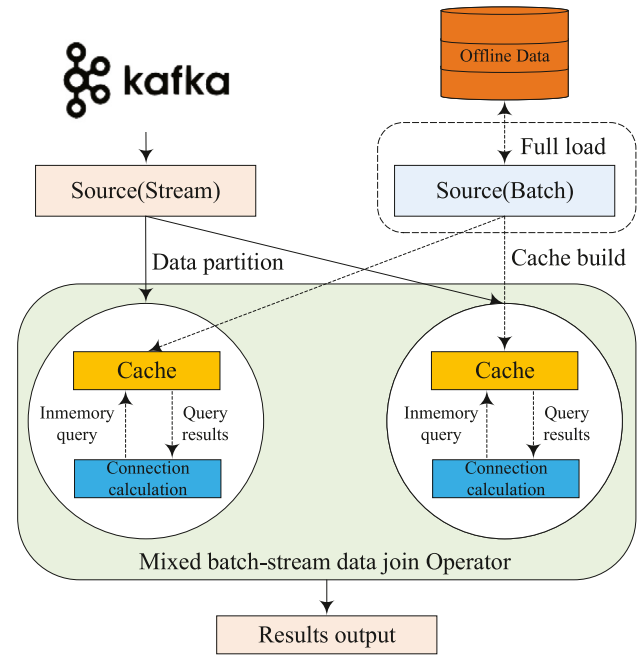 Offline Data
kafka
Full load
Source(Stream)
Source(Batch)
Data partition
Cache build
Cache
Inmemory
query
Query
results
Connection
calculation
Cache
Inmemory
query
Query
results
Connection
calculation
Mixed batch-stream data join Operator
Results output